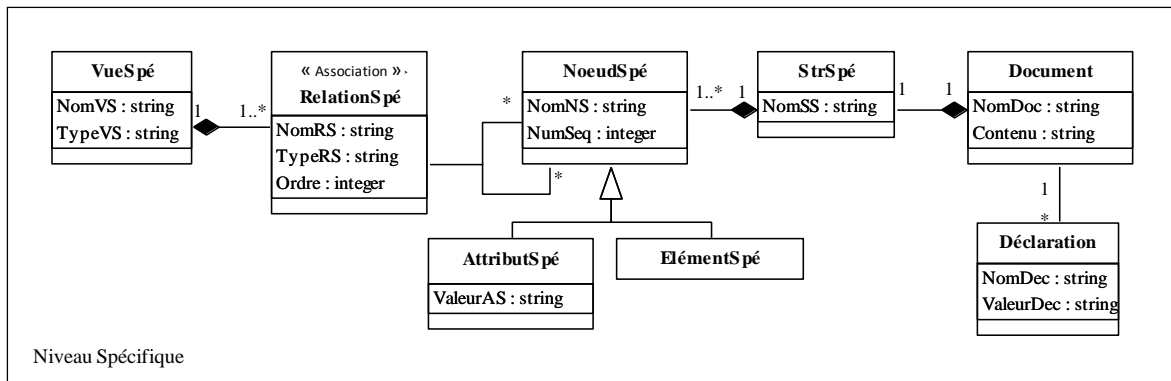 VueSpé
NomVS : string
TypeVS : string
1
1..*
« Association »
RelationSpé
NomRS : string
TypeRS : string
Ordre : integer
*
*
NoeudSpé
NomNS : string
NumSeq : integer
1..*
1
StrSpé
NomSS : string
1
1
Document
NomDoc : string
Contenu : string
1
*
Déclaration
NomDec : string
ValeurDec : string
AttributSpé
ValeurAS : string
ElémentSpé
Niveau Spécifique